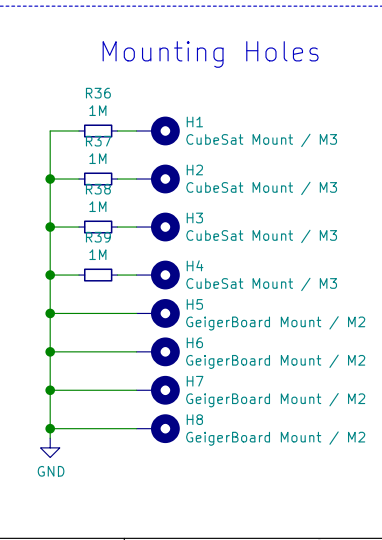 Mounting Holes
R36
1M
H1
CubeSat Mount / M3
R37
1M
H2
CubeSat Mount / M3
R38
1M
H3
CubeSat Mount / M3
R39
1M
H4
CubeSat Mount / M3
H5
GeigerBoard Mount / M2
H6
GeigerBoard Mount / M2
H7
GeigerBoard Mount / M2
H8
GeigerBoard Mount / M2
GND